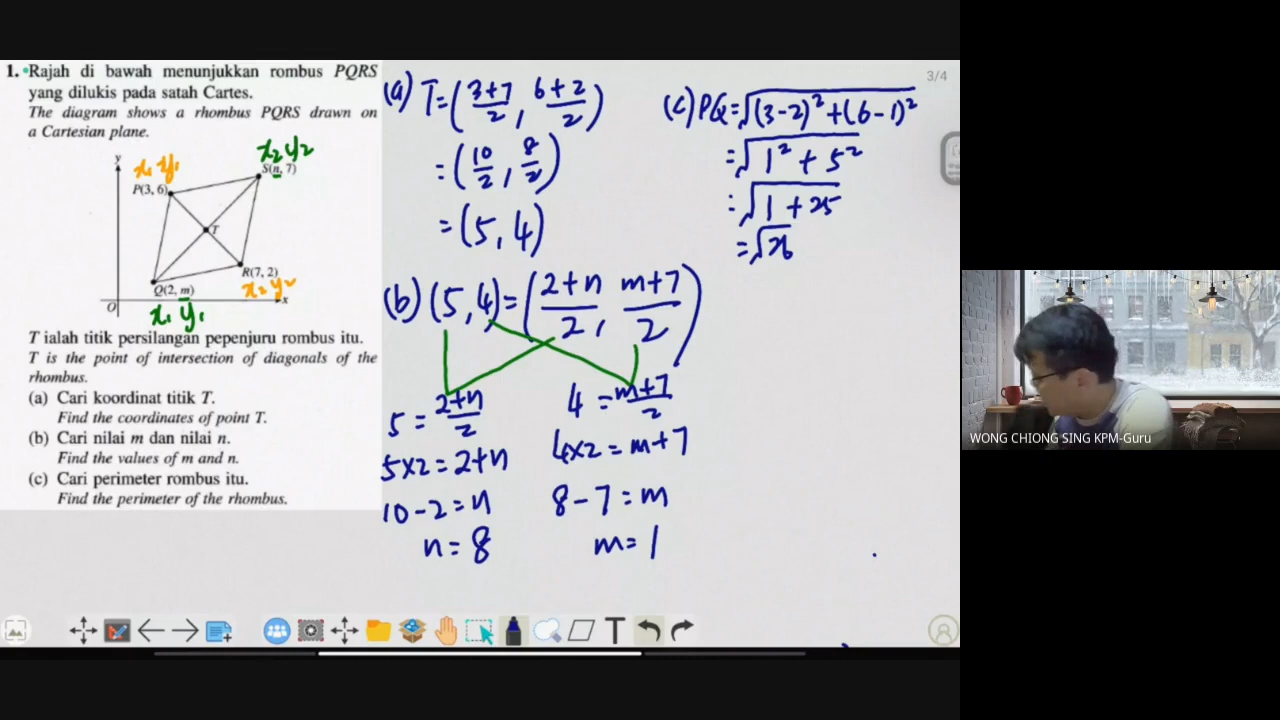 1. Rajah di bawah menunjukkan rombus PQRS
yang dilukis pada satah Cartes.
The diagram shows a rhombus PQRS drawn on
a Cartesian plane.
y
x₁ y₁
x₂ y₂
S(n, 7)
P(3, 6)
T
R(7, 2)
x₂ y₂
Q(2, m)
O
x
x₁ y₁
T ialah titik persilangan pepenjuru rombus itu.
T is the point of intersection of diagonals of the
rhombus.
(a) Cari koordinat titik T.
Find the coordinates of point T.
(b) Cari nilai m dan nilai n.
Find the values of m and n.
(c) Cari perimeter rombus itu.
Find the perimeter of the rhombus.
(a) T=(3+7/2, 6+2/2)
=(10/2, 8/2)
=(5,4)
(b) (5,4)=(2+n/2, m+7/2)
5=2+n/2
5×2=2+n
10-2=n
n=8
4=m+7/2
4×2=m+7
8-7=m
m=1
3/4
(c) PQ=√(3-2)²+(6-1)²
=√1²+5²
=√1+25
=√26
T
WONG CHIONG SING KPM-Guru